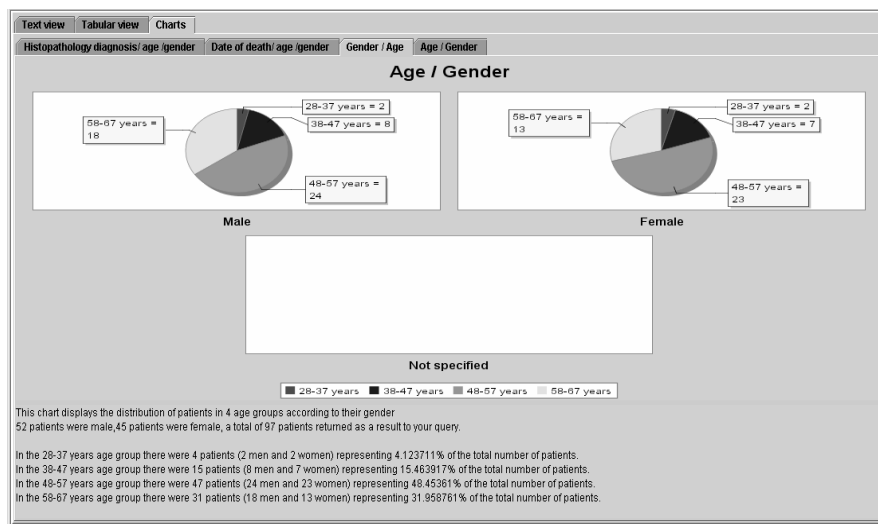 Text view Tabular view Charts
Histopathology diagnosis/ age /gender Date of death/ age /gender Gender / Age Age / Gender
Age / Gender
28-37 years = 2
38-47 years = 8
58-67 years =
18
48-57 years =
24
Male
28-37 years = 2
38-47 years = 7
58-67 years =
13
48-57 years =
23
Female
Not specified
28-37 years 38-47 years 48-57 years 58-67 years
This chart displays the distribution of patients in 4 age groups according to their gender
52 patients were male,45 patients were female, a total of 97 patients returned as a result to your query.
In the 28-37 years age group there were 4 patients (2 men and 2 women) representing 4.123711% of the total number of patients.
In the 38-47 years age group there were 15 patients (8 men and 7 women) representing 15.463917% of the total number of patients.
In the 48-57 years age group there were 47 patients (24 men and 23 women) representing 48.45361% of the total number of patients.
In the 58-67 years age group there were 31 patients (18 men and 13 women) representing 31.958761% of the total number of patients.